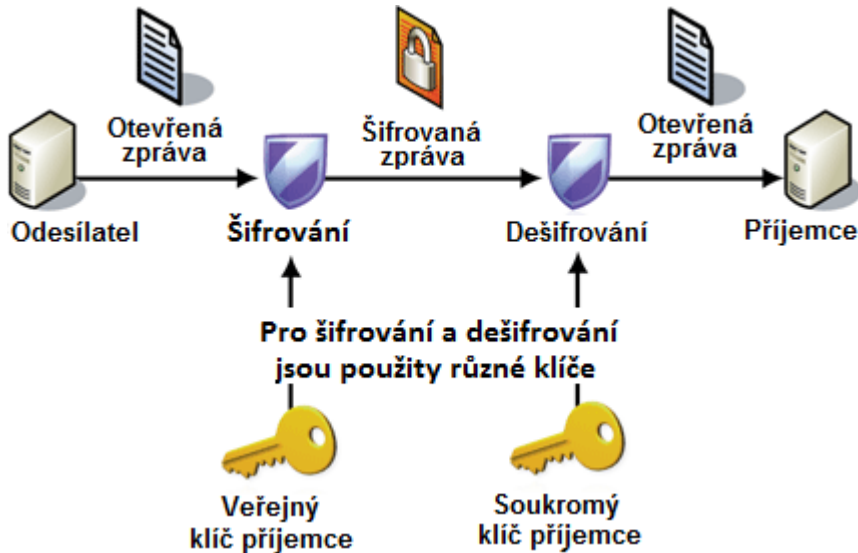 Otevřená
zpráva
Šifrovaná
zpráva
Otevřená
zpráva
Odesílatel
Šifrování
Dešifrování
Příjemce
Pro šifrování a dešifrování
jsou použity různé klíče
Veřejný
klíč příjemce
Soukromý
klíč příjemce